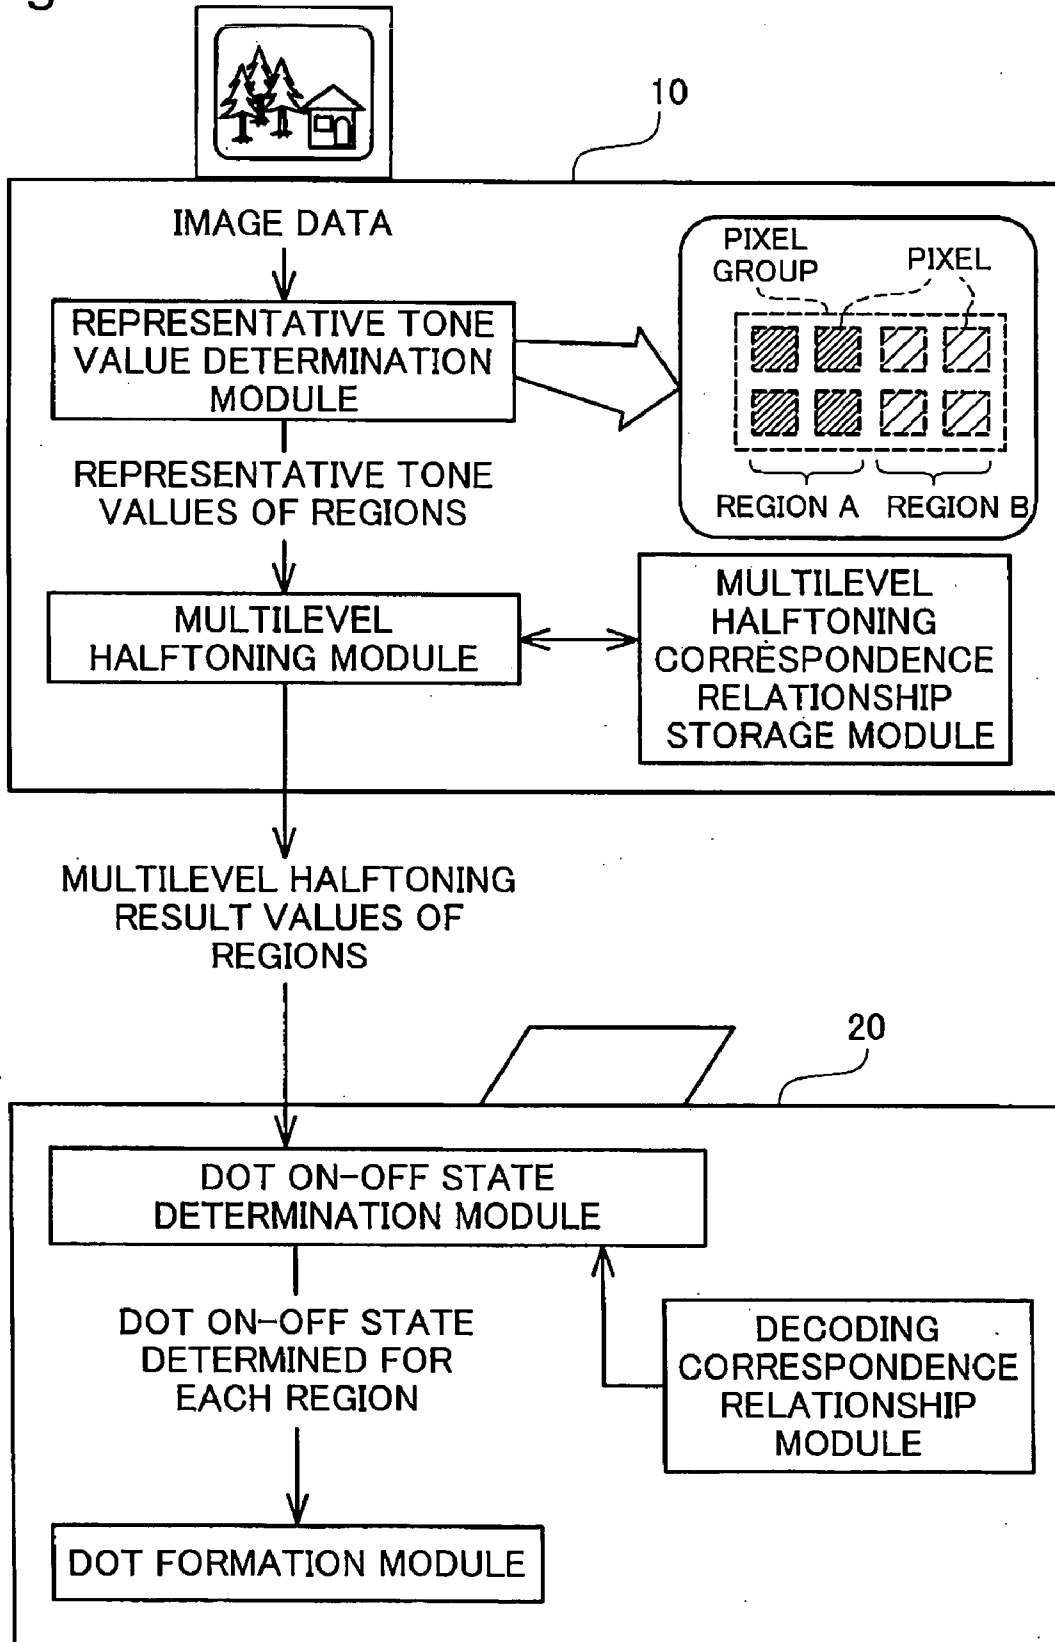 10
IMAGE DATA
REPRESENTATIVE TONE
VALUE DETERMINATION
MODULE
PIXEL
GROUP
PIXEL
REGION A
REGION B
REPRESENTATIVE TONE
VALUES OF REGIONS
MULTILEVEL
HALFTONING MODULE
MULTILEVEL
HALFTONING
CORRESPONDENCE
RELATIONSHIP
STORAGE MODULE
MULTILEVEL HALFTONING
RESULT VALUES OF
REGIONS
20
DOT ON-OFF STATE
DETERMINATION MODULE
DOT ON-OFF STATE
DETERMINED FOR
EACH REGION
DECODING
CORRESPONDENCE
RELATIONSHIP
MODULE
DOT FORMATION MODULE